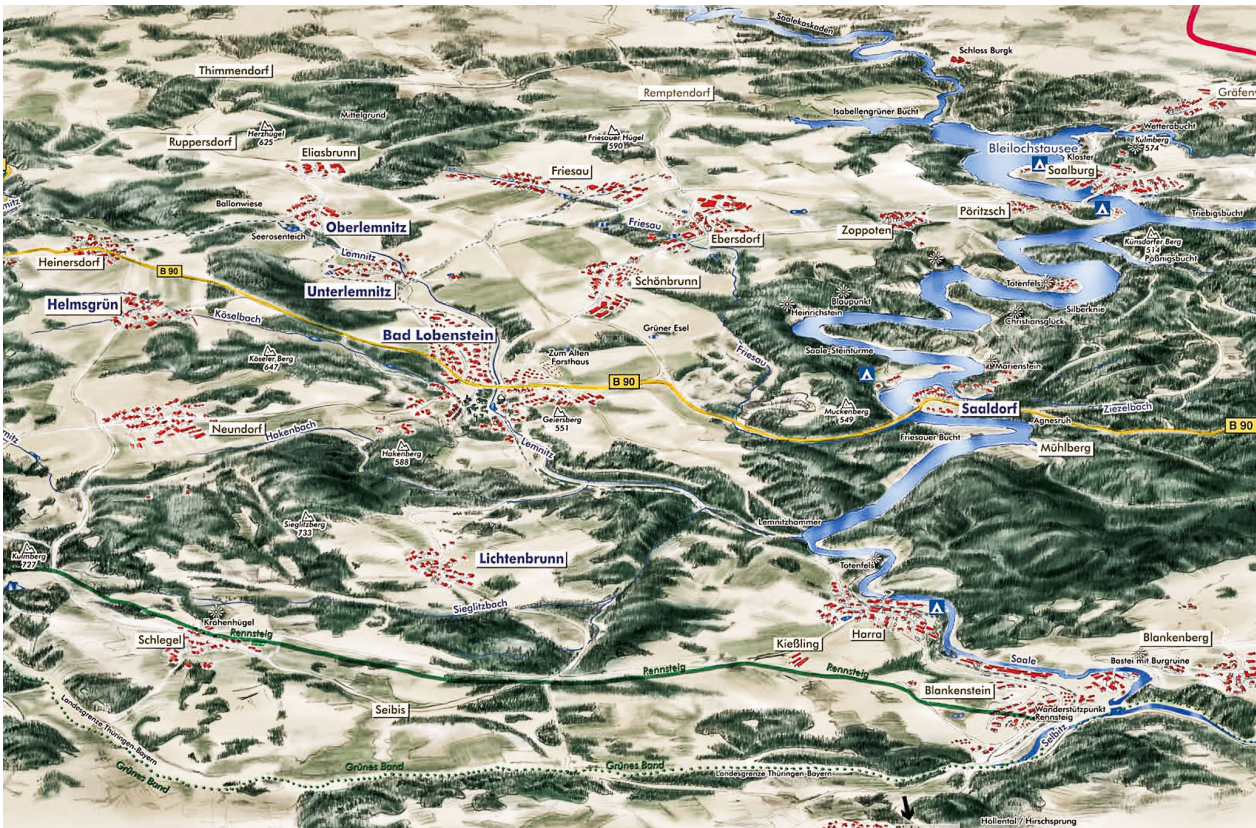 Saalekaskaden
Schloss Burgk
Thimmendorf
Remptendorf
Mittelgrund
Isabellengrüner Bucht
Wetterabucht
Herzhügel
625
Friesauer Hügel
590
Kulmberg
574
Ruppersdorf
Eliasbrunn
Bleilochstausee
Kloster
Friesau
Saalburg
Ballonwiese
Pöritzsch
Triebigsbucht
Oberlemnitz
Friesau
Zoppoten
Seerosenteich
Ebersdorf
Künsdorfer Berg
514
Poßnigsbucht
Lemnitz
Heinersdorf
B 90
Unterlemnitz
Schönbrunn
Totenfels
Helmsgrün
Blaupunkt
Silberknie
Köselbach
Heinrichstein
Christiansglück
Grüner Esel
Bad Lobenstein
Köseler Berg
647
Zum Alten
Forsthaus
Friesau
Saale-Steintürme
Marienstein
B 90
Muckenberg
549
Saaldorf
Ziezelbach
Geiersberg
551
Agnesruh
B 90
Neundorf
Hakenbach
Friesauer Bucht
Mühlberg
Hakenberg
588
Lemnitz
Sieglitzberg
733
Lemnitzhammer
Kulmberg
727
Lichtenbrunn
Totenfels
Sieglitzbach
Krähenhügel
Schlegel
Rennsteig
Harra
Kießling
Blankenberg
Saale
Bastei mit Burgruine
Rennsteig
Rennsteig
Blankenstein
Seibis
Wanderstützpunkt
Rennsteig
Landesgrenze Thüringen-Bayern
Selbitz
Grünes Band
Grünes Band
Grünes Band
Landesgrenze Thüringen-Bayern
Höllental / Hirschsprung